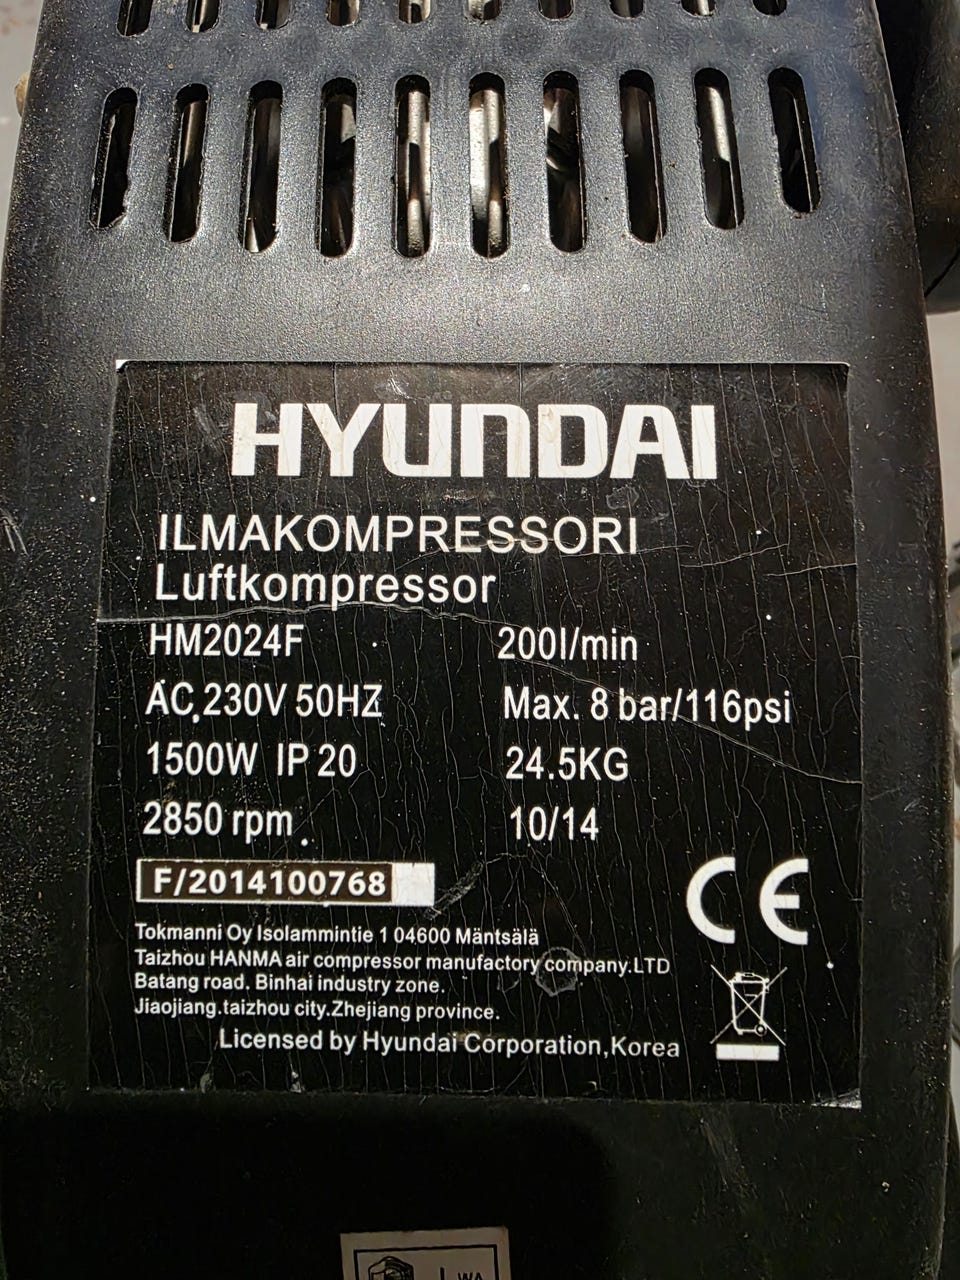 HYUNDAI
ILMAKOMPRESSORI
Luftkompressor
HM2024F 200l/min
AC,230V 50HZ Max. 8 bar/116psi
1500W IP 20 24.5KG
2850 rpm 10/14
F/2014100768
CE
Tokmanni Oy Isolammintie 1 04600 Mäntsälä
Taizhou HANMA air compressor manufactory company.LTD
Batang road. Binhai industry zone.
Jiaojiang.taizhou city.Zhejiang province.
Licensed by Hyundai Corporation,Korea
LWA